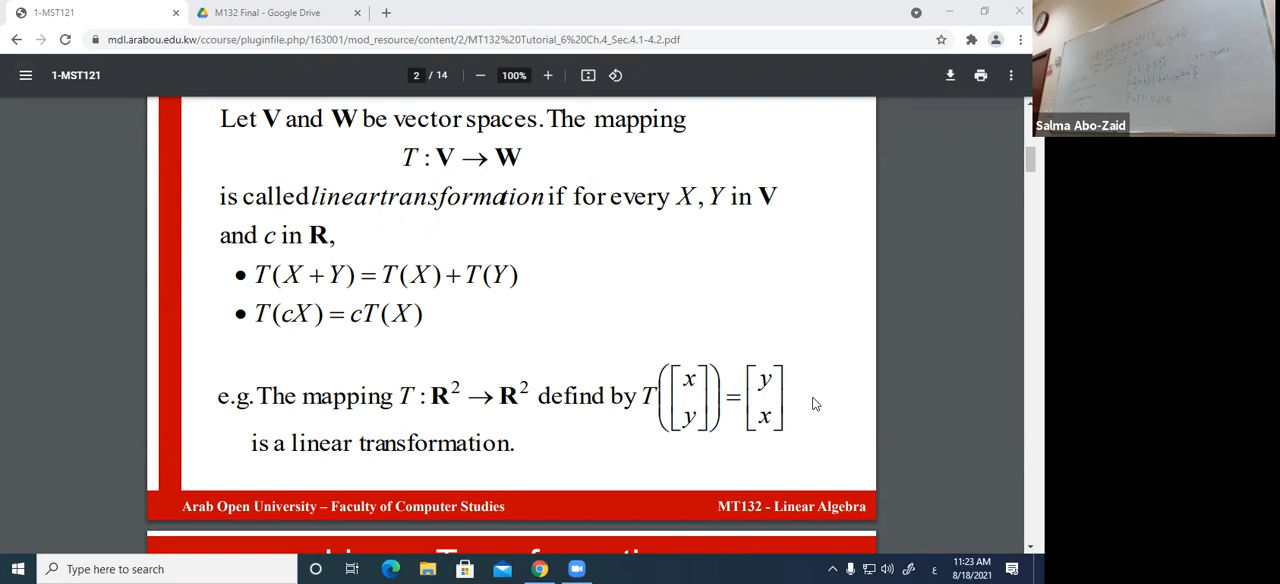 1-MST121
M132 Final - Google Drive
mdl.arabou.edu.kw/ccourse/pluginfile.php/163001/mod_resource/content/2/MT132%20Tutorial_6%20Ch.4_Sec.4.1-4.2.pdf
1-MST121
2 / 14
100%
Let V and W be vector spaces. The mapping
T : V → W
is called lineartransformation if for every X, Y in V
and c in R,
• T(X + Y) = T(X) + T(Y)
• T(cX) = cT(X)
e.g. The mapping T : R² → R² defind by T([x y]) = [y x]
is a linear transformation.
Arab Open University – Faculty of Computer Studies
MT132 - Linear Algebra
Salma Abo-Zaid
Type here to search
ع
11:23 AM
8/18/2021